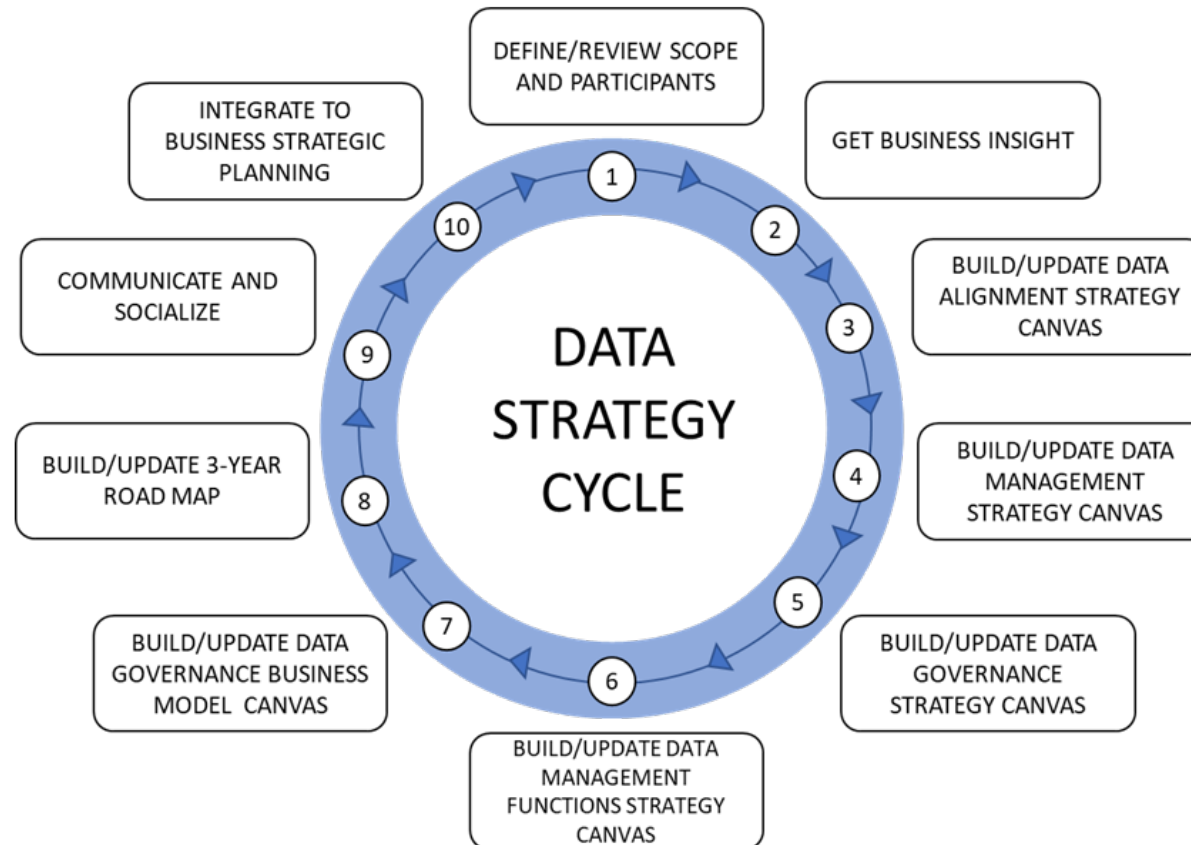 DEFINE/REVIEW SCOPE
AND PARTICIPANTS
GET BUSINESS INSIGHT
BUILD/UPDATE DATA
ALIGNMENT STRATEGY
CANVAS
BUILD/UPDATE DATA
MANAGEMENT
STRATEGY CANVAS
BUILD/UPDATE DATA
GOVERNANCE
STRATEGY CANVAS
BUILD/UPDATE DATA
MANAGEMENT
FUNCTIONS STRATEGY
CANVAS
BUILD/UPDATE DATA
GOVERNANCE BUSINESS
MODEL CANVAS
BUILD/UPDATE 3-YEAR
ROAD MAP
COMMUNICATE AND
SOCIALIZE
INTEGRATE TO
BUSINESS STRATEGIC
PLANNING
1
2
3
4
5
6
7
8
9
10
DATA
STRATEGY
CYCLE